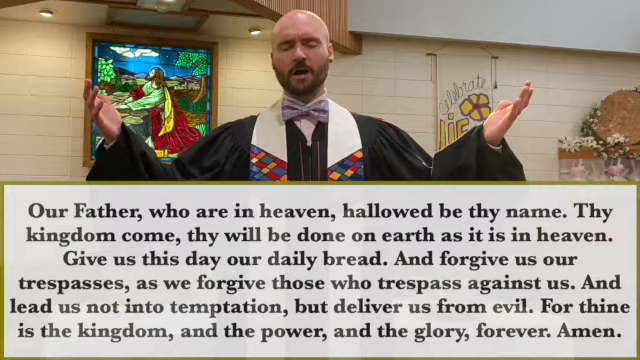 Celebrate
life
Our Father, who are in heaven, hallowed be thy name. Thy
kingdom come, thy will be done on earth as it is in heaven.
Give us this day our daily bread. And forgive us our
trespasses, as we forgive those who trespass against us. And
lead us not into temptation, but deliver us from evil. For thine
is the kingdom, and the power, and the glory, forever. Amen.